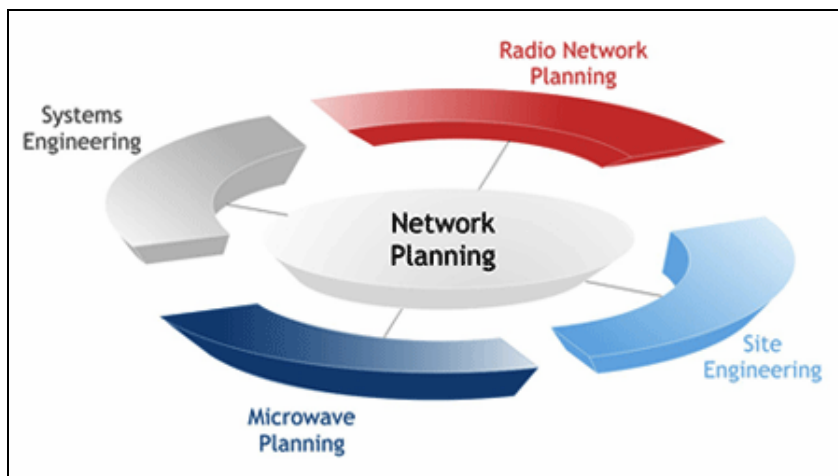 Radio Network
Planning
Systems
Engineering
Network
Planning
Site
Engineering
Microwave
Planning